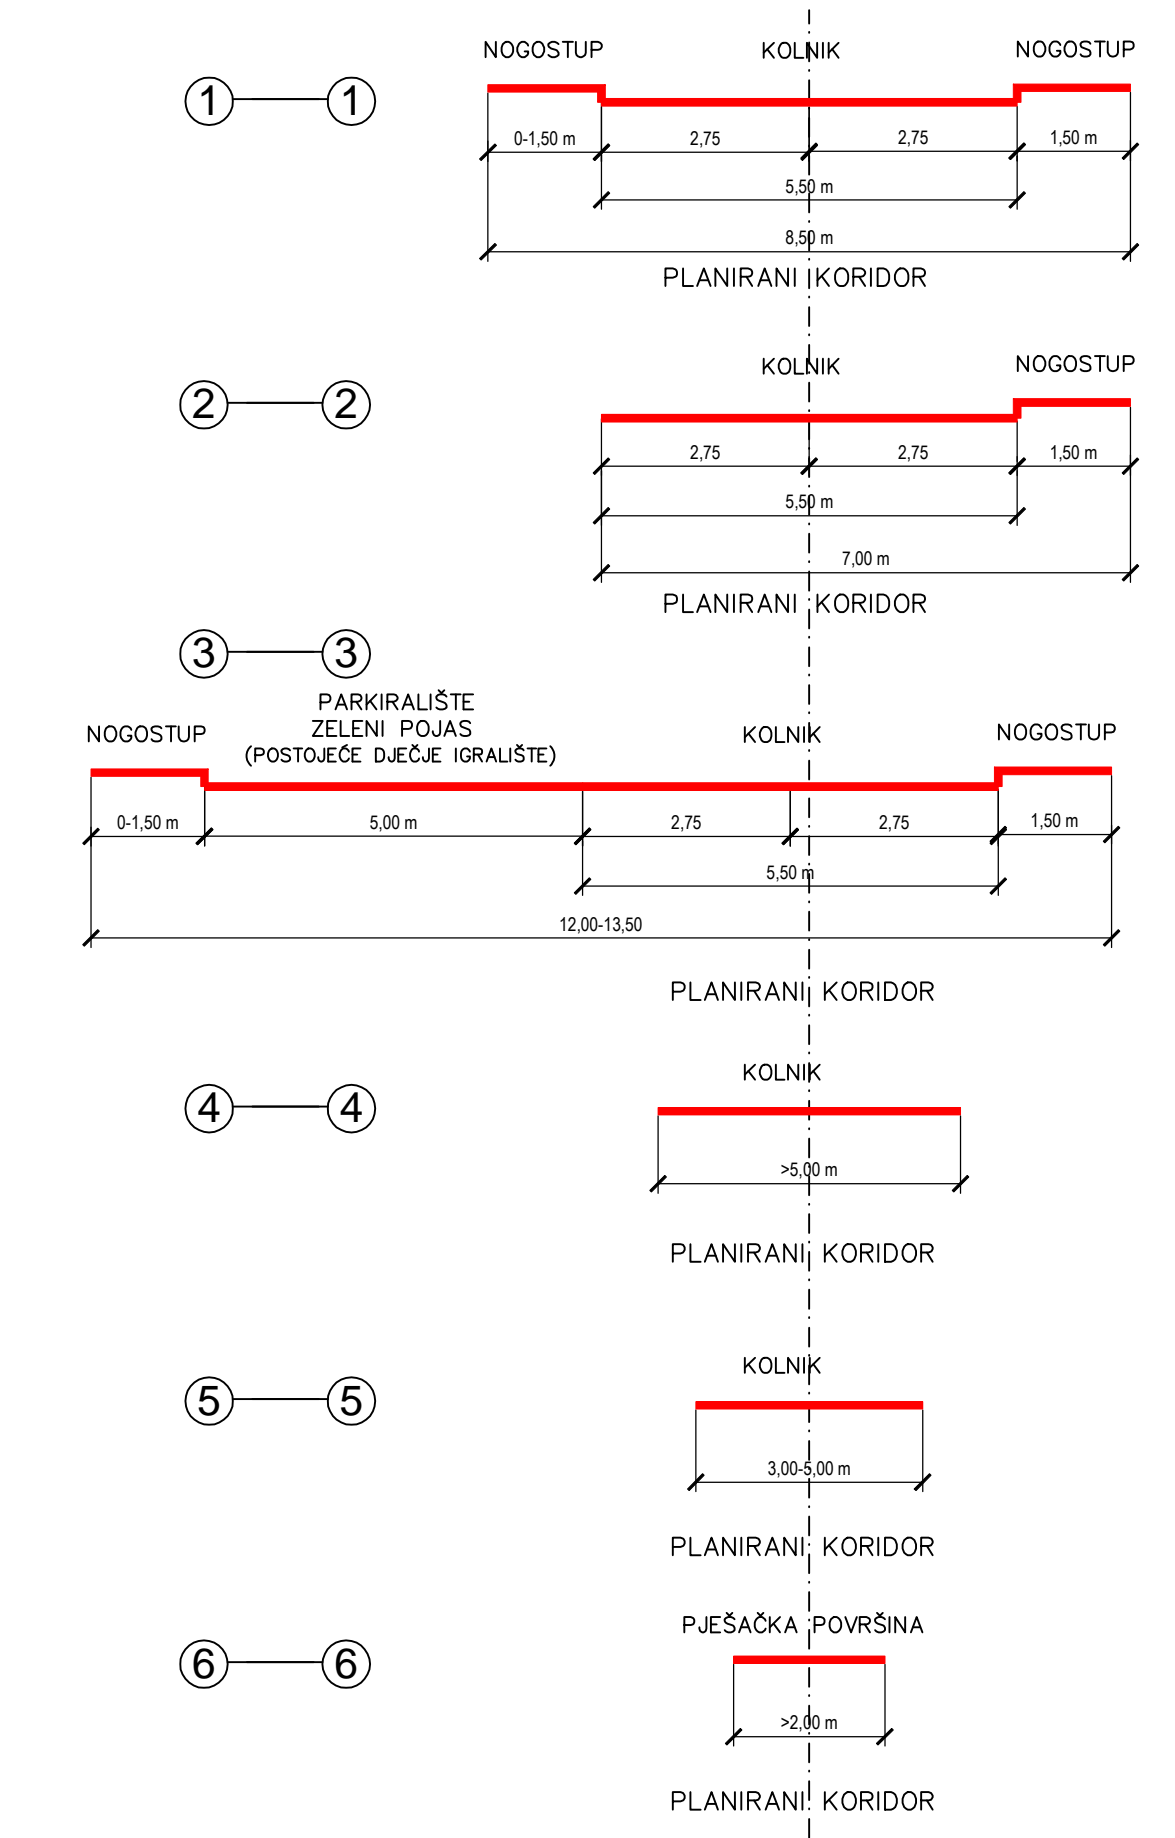 NOGOSTUP KOLNIK NOGOSTUP
1 1
0-1,50 m 2,75 2,75 1,50 m
5,50 m
8,50 m
PLANIRANI KORIDOR
KOLNIK NOGOSTUP
2 2
2,75 2,75 1,50 m
5,50 m
7,00 m
PLANIRANI KORIDOR
3 3
PARKIRALIŠTE
ZELENI POJAS
(POSTOJEĆE DJEČJE IGRALIŠTE)
NOGOSTUP KOLNIK NOGOSTUP
0-1,50 m 5,00 m 2,75 2,75 1,50 m
5,50 m
12,00-13,50
PLANIRANI KORIDOR
KOLNIK
4 4
>5,00 m
PLANIRANI KORIDOR
KOLNIK
5 5
3,00-5,00 m
PLANIRANI KORIDOR
PJEŠAČKA POVRŠINA
6 6
>2,00 m
PLANIRANI KORIDOR